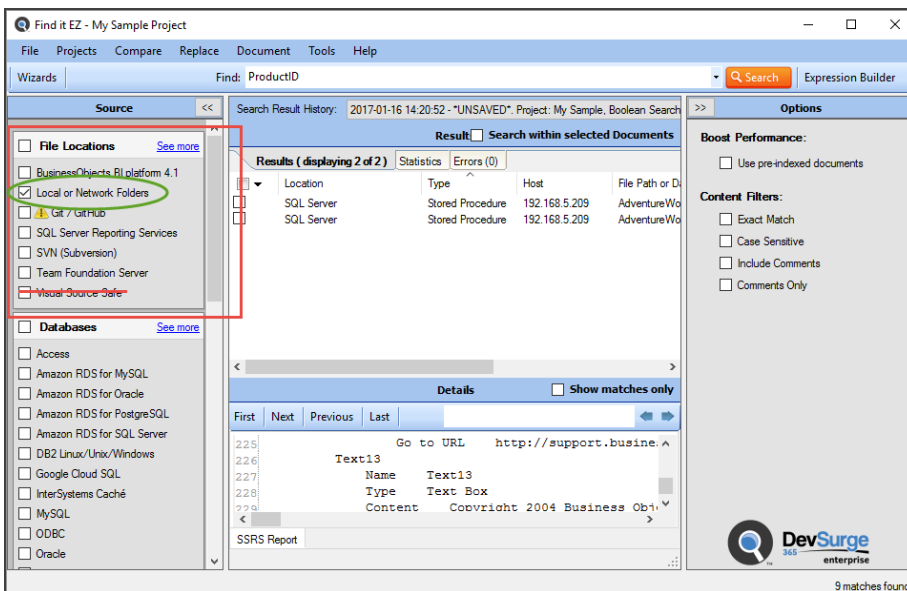 Find it EZ - My Sample Project
File Projects Compare Replace Document Tools Help
Wizards Find: ProductID Search Expression Builder
Source <<
File Locations See more
BusinessObjects BI platform 4.1
Local or Network Folders
Git / GitHub
SQL Server Reporting Services
SVN (Subversion)
Team Foundation Server
Visual Source Safe
Databases See more
Access
Amazon RDS for MySQL
Amazon RDS for Oracle
Amazon RDS for PostgreSQL
Amazon RDS for SQL Server
DB2 Linux/Unix/Windows
Google Cloud SQL
InterSystems Caché
MySQL
ODBC
Oracle
Search Result History: 2017-01-16 14:20:52 - *UNSAVED*. Project: My Sample, Boolean Search
Result Search within selected Documents
Results ( displaying 2 of 2 ) Statistics Errors (0)
Location Type Host File Path or Da
SQL Server Stored Procedure 192.168.5.209 AdventureWo
SQL Server Stored Procedure 192.168.5.209 AdventureWo
Details Show matches only
First Next Previous Last
225 Go to URL http://support.busine
226 Text13
227 Name Text13
228 Type Text Box
229 Content Copyright 2004 Business Obj
SSRS Report
>> Options
Boost Performance:
Use pre-indexed documents
Content Filters:
Exact Match
Case Sensitive
Include Comments
Comments Only
DevSurge
365 enterprise
TM
9 matches found